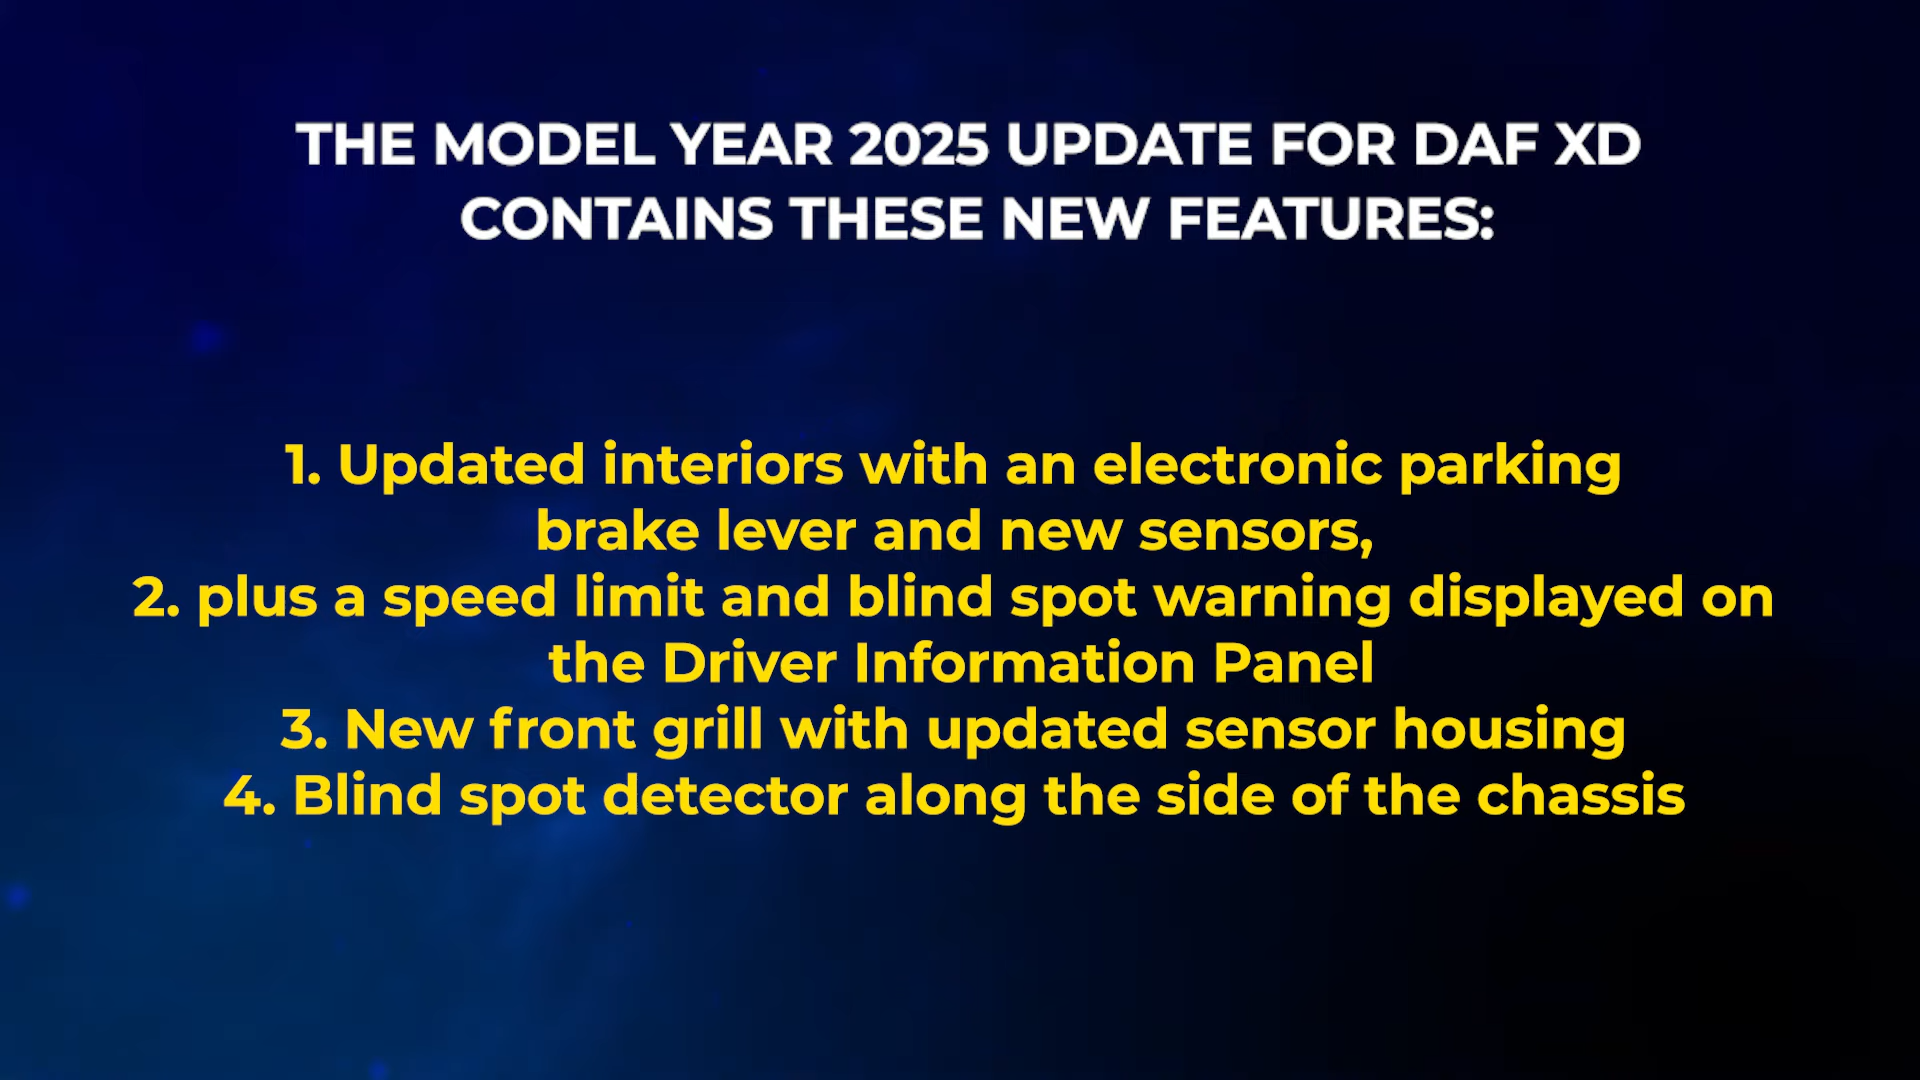 THE MODEL YEAR 2025 UPDATE FOR DAF XD
CONTAINS THESE NEW FEATURES:
1. Updated interiors with an electronic parking
brake lever and new sensors,
2. plus a speed limit and blind spot warning displayed on
the Driver Information Panel
3. New front grill with updated sensor housing
4. Blind spot detector along the side of the chassis